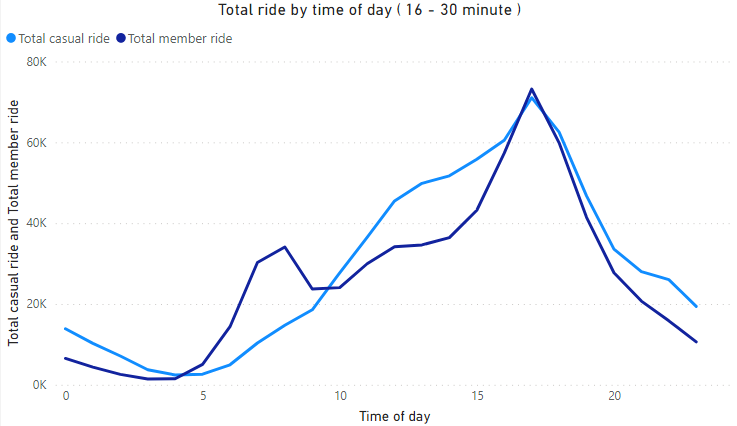 Total ride by time of day ( 16 - 30 minute )
Total casual ride Total member ride
Total casual ride and Total member ride
80K
60K
40K
20K
0K
0 5 10 15 20
Time of day